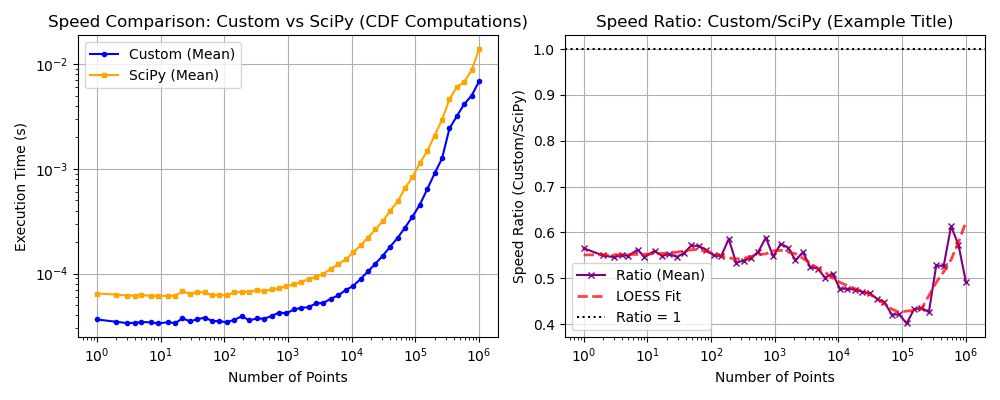 Speed Comparison: Custom vs SciPy (CDF Computations)
Execution Time (s)
10⁻²
10⁻³
10⁻⁴
Custom (Mean)
SciPy (Mean)
10⁰ 10¹ 10² 10³ 10⁴ 10⁵ 10⁶
Number of Points
Speed Ratio: Custom/SciPy (Example Title)
Speed Ratio (Custom/SciPy)
1.0
0.9
0.8
0.7
0.6
0.5
0.4
Ratio (Mean)
LOESS Fit
Ratio = 1
10⁰ 10¹ 10² 10³ 10⁴ 10⁵ 10⁶
Number of Points